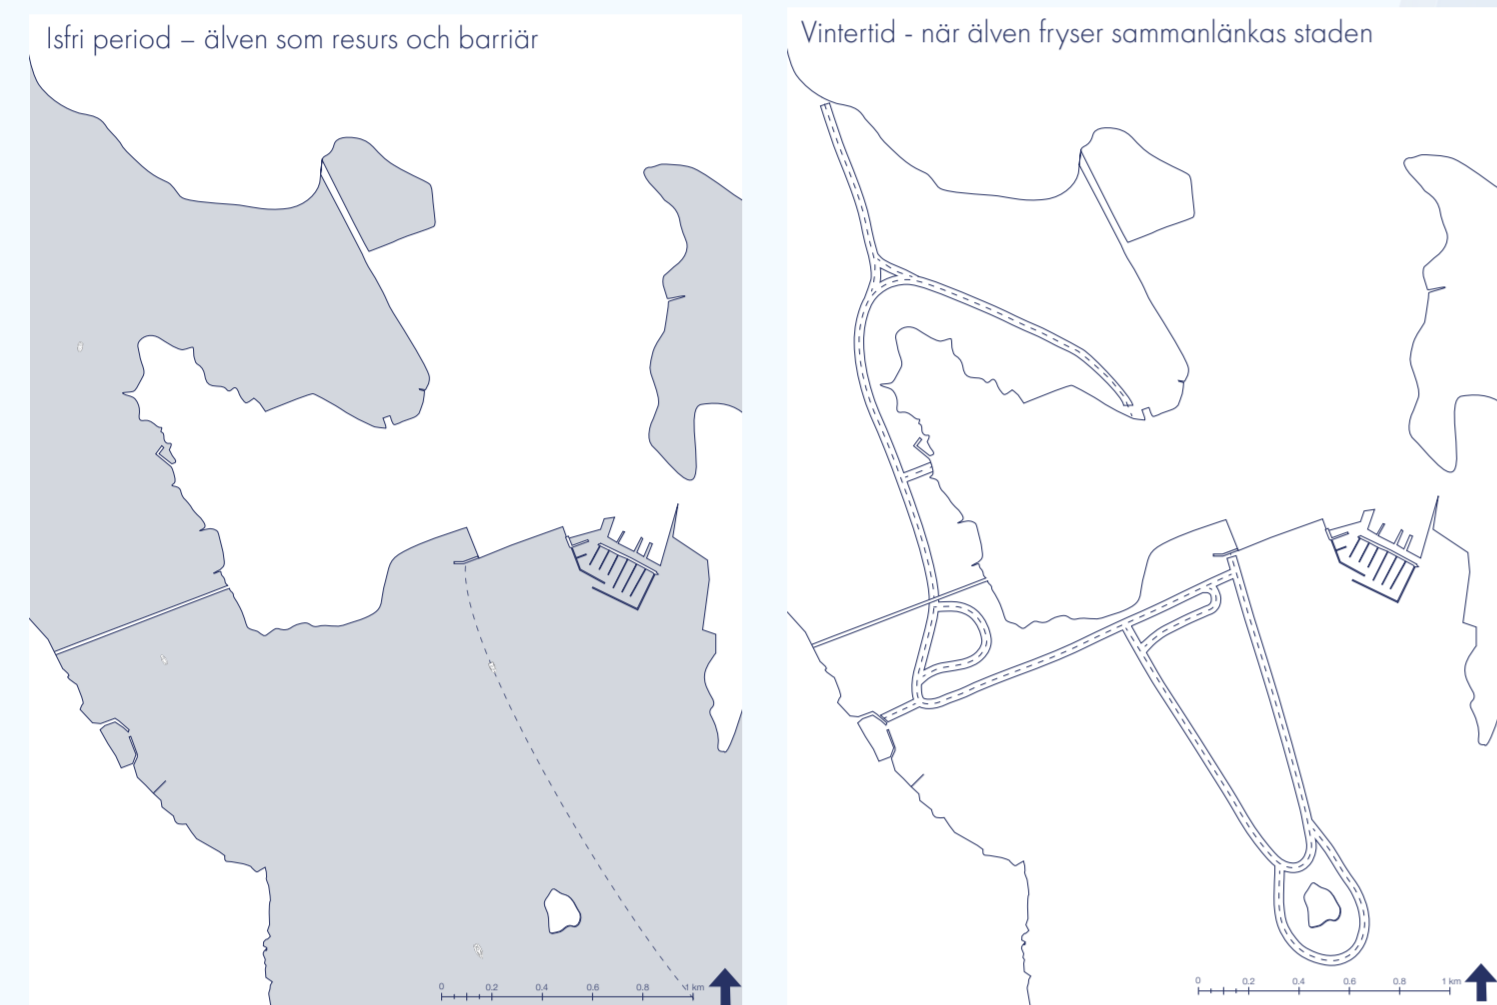 Isfri period – älven som resurs och barriär
0 0.2 0.4 0.6 0.8 1 km
Vintertid - när älven fryser sammanlänkas staden
0 0.2 0.4 0.6 0.8 1 km